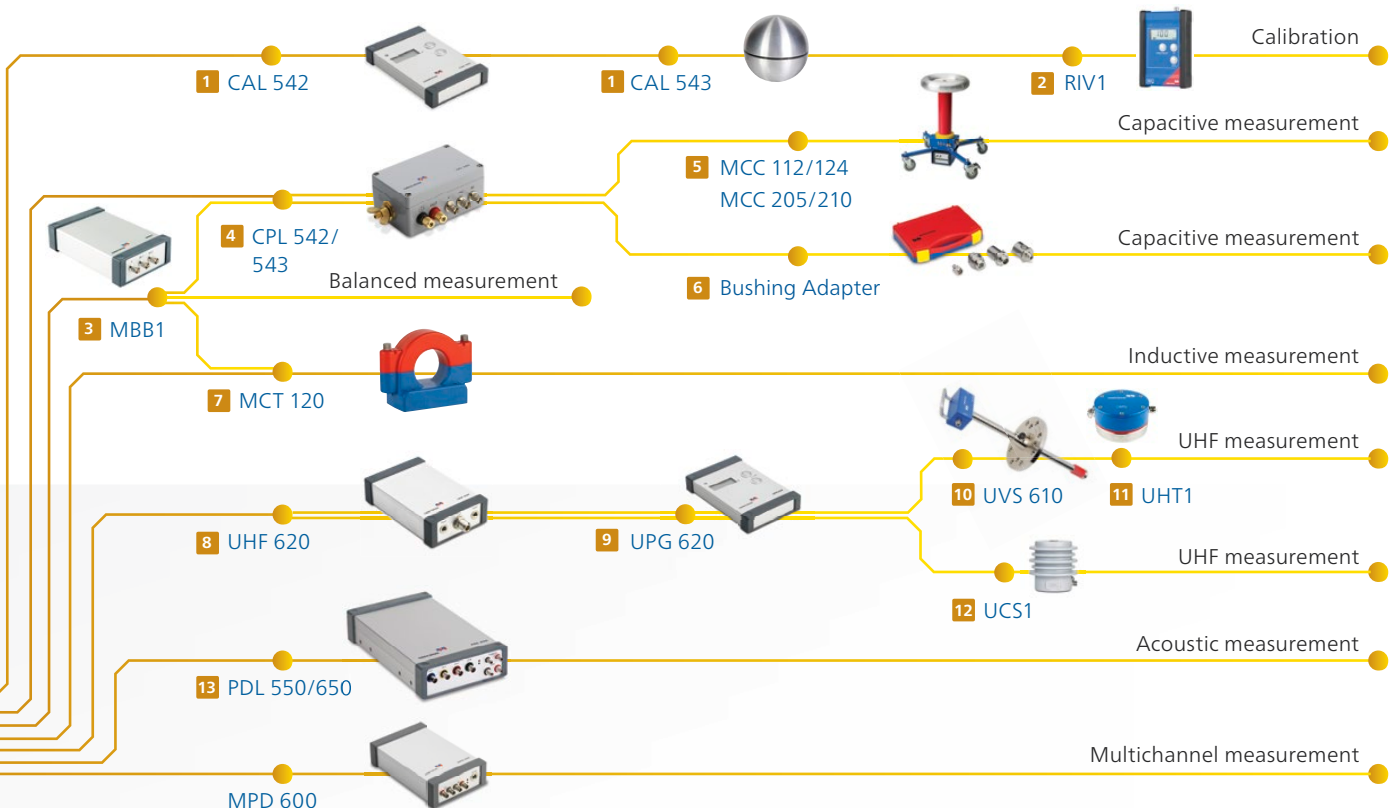 Calibration
1 CAL 542
1 CAL 543
2 RIV1
Capacitive measurement
5 MCC 112/124
MCC 205/210
4 CPL 542/
543
Capacitive measurement
6 Bushing Adapter
Balanced measurement
3 MBB1
Inductive measurement
7 MCT 120
UHF measurement
10 UVS 610
11 UHT1
8 UHF 620
9 UPG 620
UHF measurement
12 UCS1
Acoustic measurement
13 PDL 550/650
Multichannel measurement
MPD 600